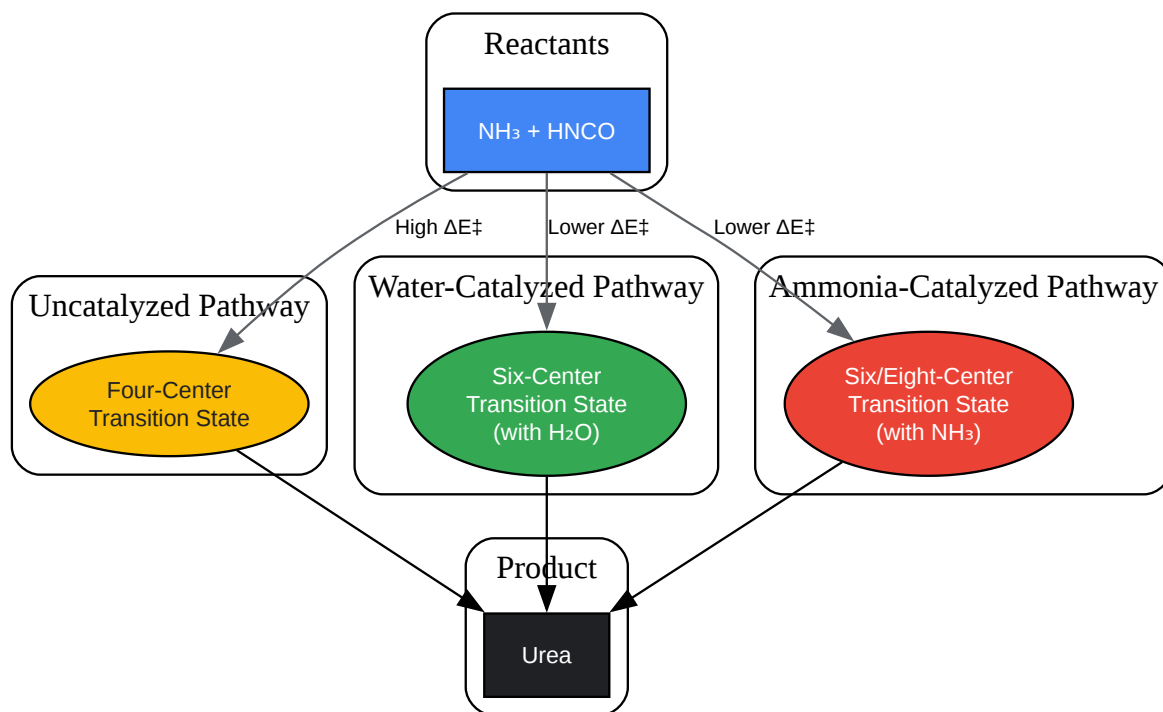 Reactants
NH₃ + HNCO
High ΔE‡
Lower ΔE‡
Lower ΔE‡
Uncatalyzed Pathway
Water-Catalyzed Pathway
Ammonia-Catalyzed Pathway
Four-Center
Transition State
Six-Center
Transition State
(with H₂O)
Six/Eight-Center
Transition State
(with NH₃)
Product
Urea